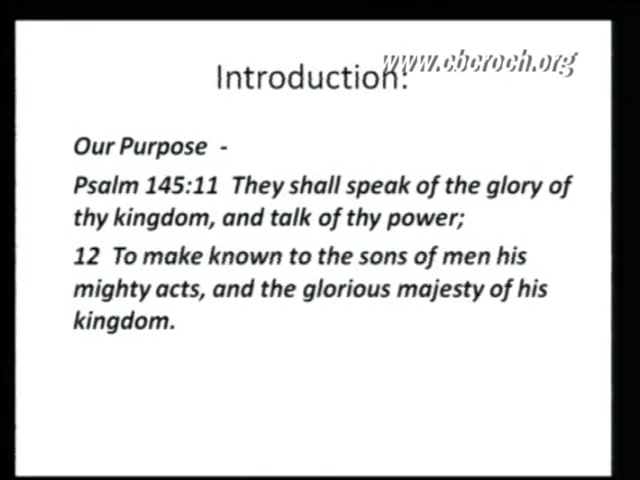 www.cbcroch.org
Introduction:
Our Purpose -
Psalm 145:11 They shall speak of the glory of
thy kingdom, and talk of thy power;
12 To make known to the sons of men his
mighty acts, and the glorious majesty of his
kingdom.